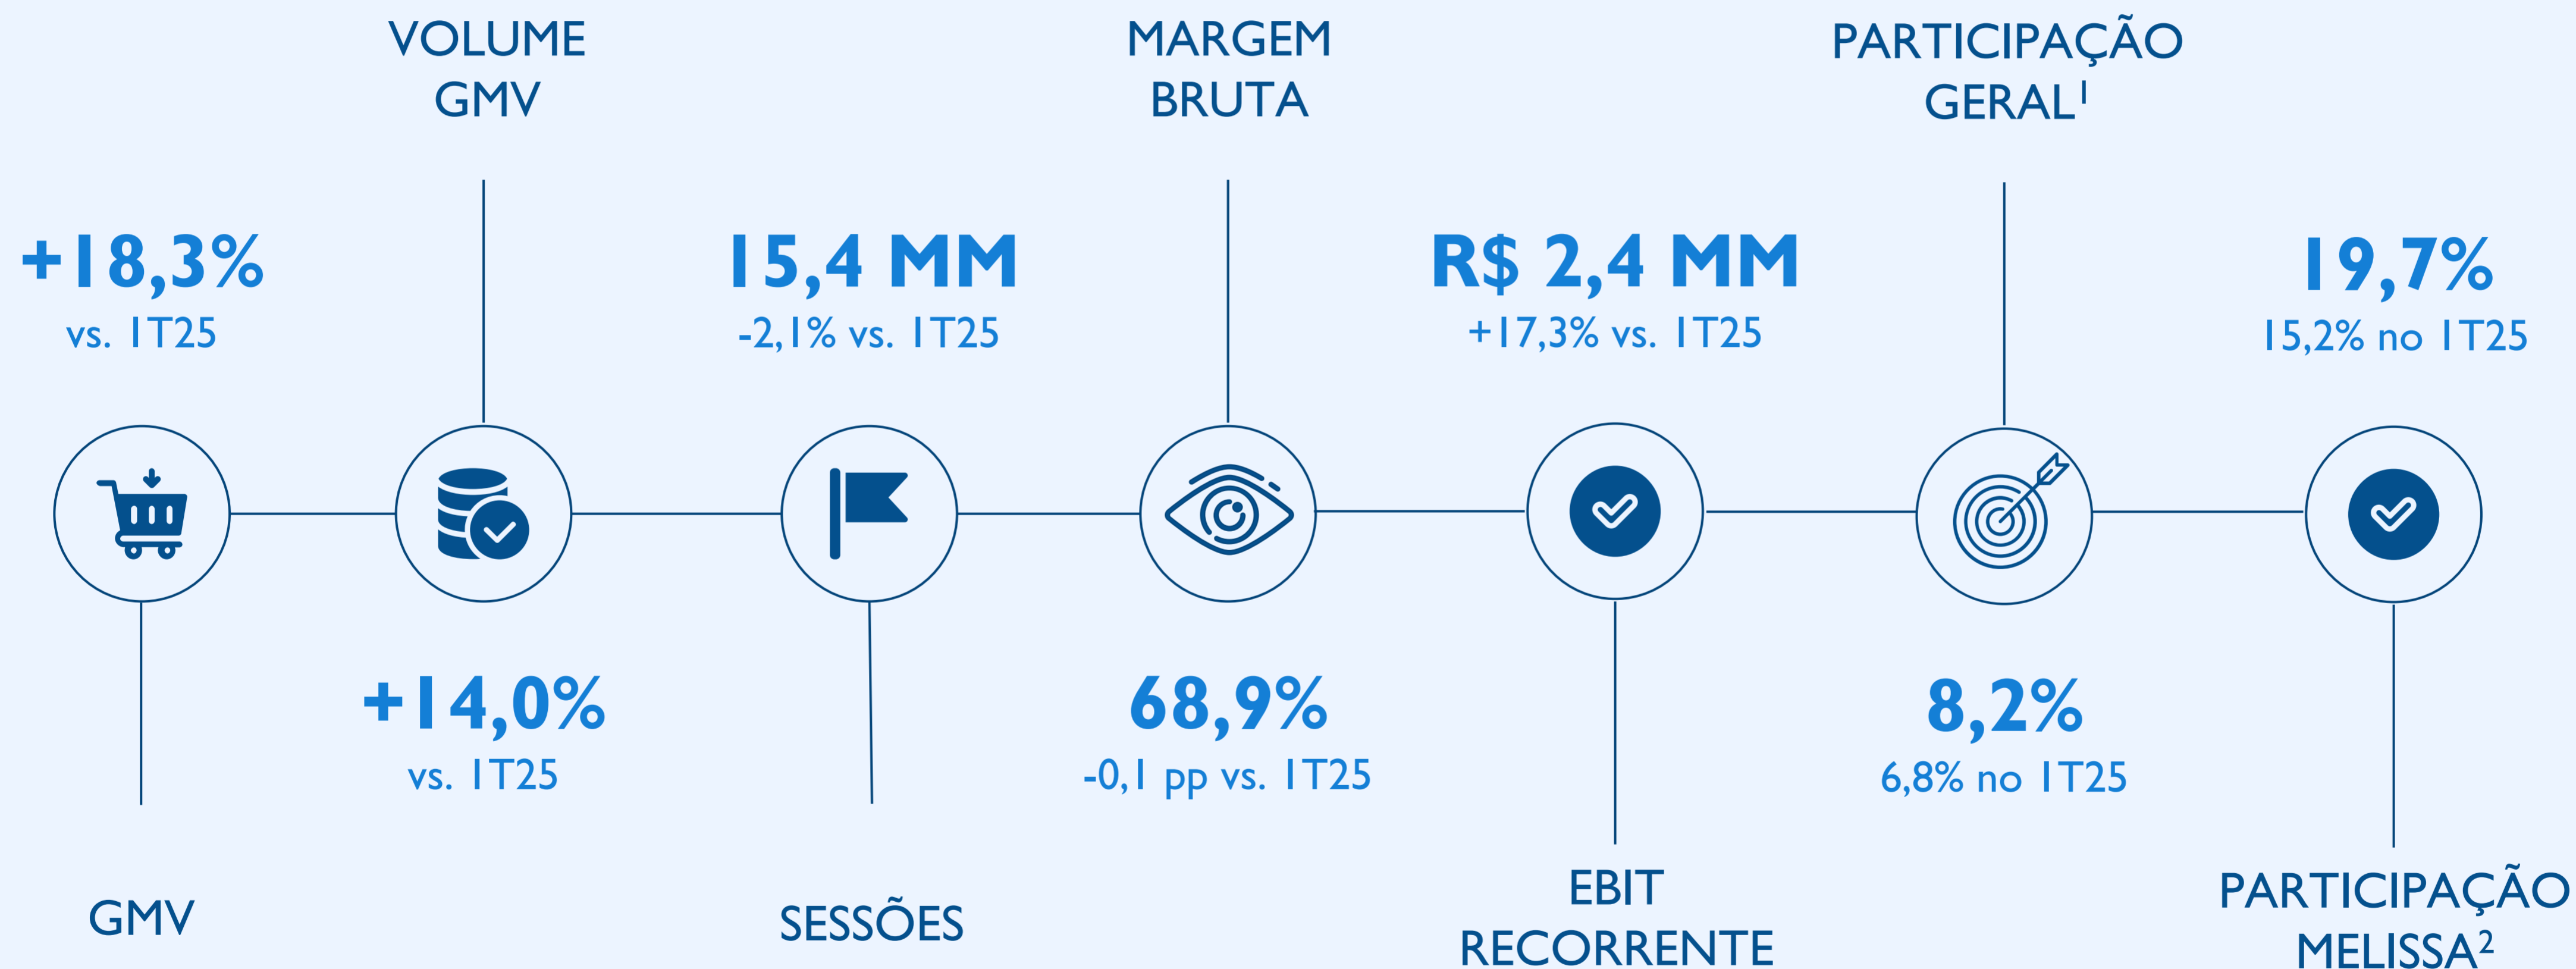 VOLUME
GMV
MARGEM
BRUTA
PARTICIPAÇÃO
GERAL¹
+18,3%
vs. 1T25
15,4 MM
-2,1% vs. 1T25
R$ 2,4 MM
+17,3% vs. 1T25
19,7%
15,2% no 1T25
+14,0%
vs. 1T25
68,9%
-0,1 pp vs. 1T25
8,2%
6,8% no 1T25
GMV
SESSÕES
EBIT
RECORRENTE
PARTICIPAÇÃO
MELISSA²